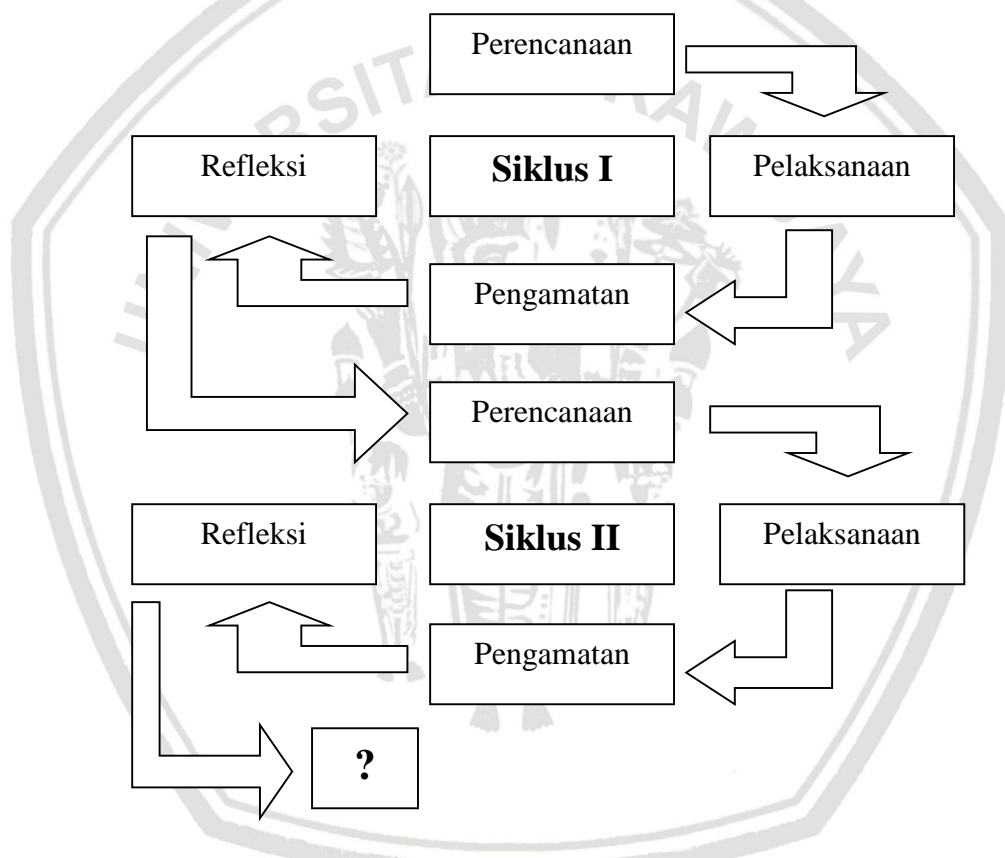 Perencanaan
Refleksi
Siklus I
Pelaksanaan
Pengamatan
Perencanaan
Refleksi
Siklus II
Pelaksanaan
Pengamatan
?